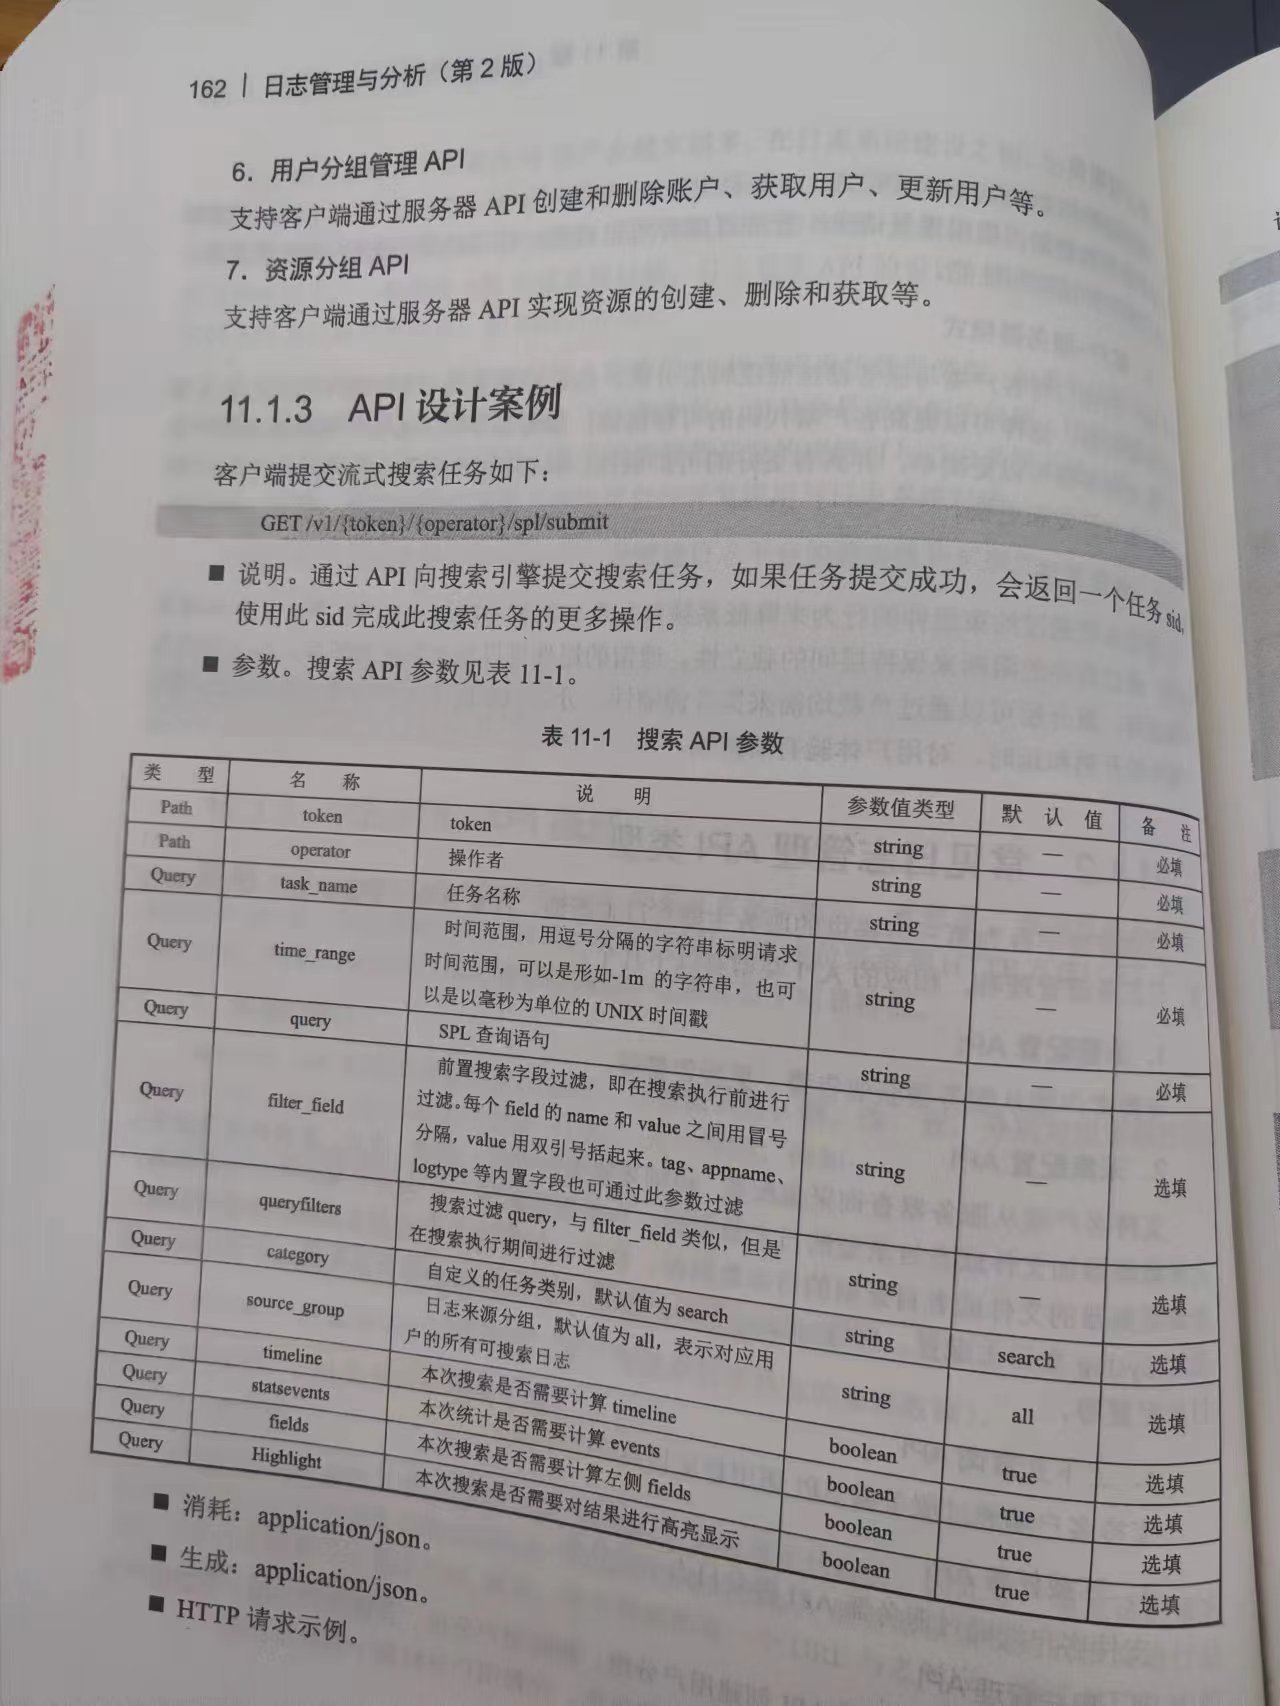 162 | 日志管理与分析（第2版）
6. 用户分组管理 API
支持客户端通过服务器 API 创建和删除账户、获取用户、更新用户等。
7. 资源分组 API
支持客户端通过服务器 API 实现资源的创建、删除和获取等。
11.1.3 API 设计案例
客户端提交流式搜索任务如下：
GET /v1/{token}/{operator}/spl/submit
■ 说明。通过 API 向搜索引擎提交搜索任务，如果任务提交成功，会返回一个任务 sid,
使用此 sid 完成此搜索任务的更多操作。
■ 参数。搜索 API 参数见表 11-1。
表 11-1 搜索 API 参数
类 型 名 称 说 明 参数值类型 默 认 值 备 注
Path token token string — 必填
Path operator 操作者 string — 必填
Query task_name 任务名称 string — 必填
Query time_range 时间范围，用逗号分隔的字符串标明请求
时间范围，可以是形如-1m 的字符串，也可
以是以毫秒为单位的 UNIX 时间戳 string — 必填
Query query SPL 查询语句 string — 必填
Query filter_field 前置搜索字段过滤，即在搜索执行前进行
过滤。每个 field 的 name 和 value 之间用冒号
分隔，value 用双引号括起来。tag、appname、
logtype 等内置字段也可通过此参数过滤 string — 选填
Query queryfilters 搜索过滤 query，与 filter_field 类似，但是
在搜索执行期间进行过滤 string — 选填
Query category 自定义的任务类别，默认值为 search string search 选填
Query source_group 日志来源分组，默认值为 all，表示对应用
户的所有可搜索日志 string all 选填
Query timeline 本次搜索是否需要计算 timeline boolean true 选填
Query statsevents 本次统计是否需要计算 events boolean true 选填
Query fields 本次搜索是否需要计算左侧 fields boolean true 选填
Query Highlight 本次搜索是否需要对结果进行高亮显示 boolean true 选填
■ 消耗：application/json。
■ 生成：application/json。
■ HTTP 请求示例。